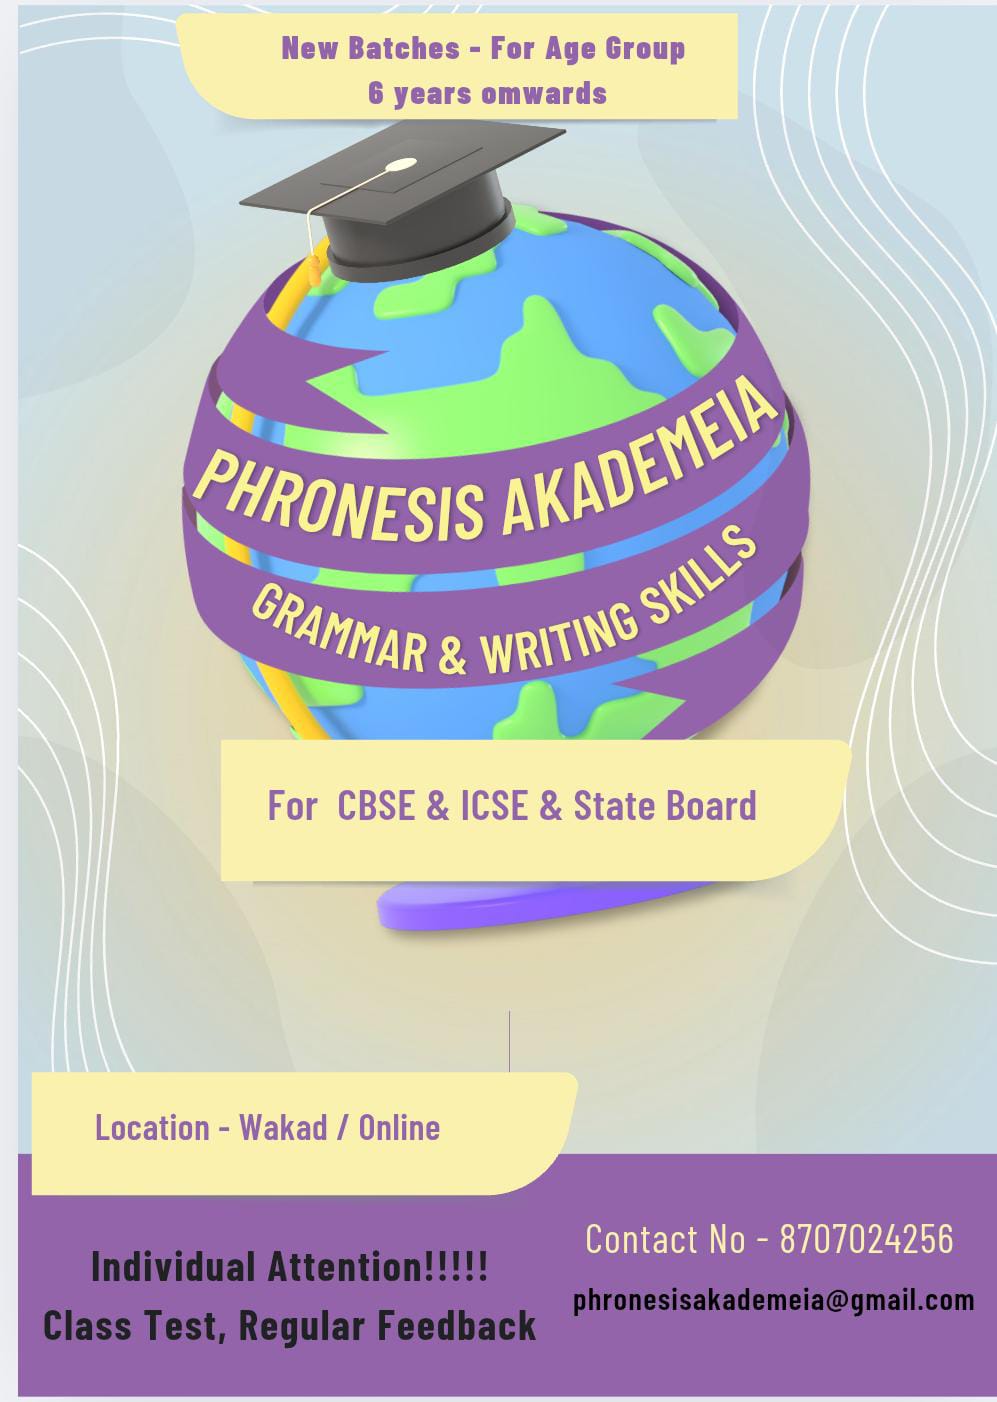 New Batches - For Age Group
6 years omwards
PHRONESIS AKADEMEIA
GRAMMAR & WRITING SKILLS
For CBSE & ICSE & State Board
Location - Wakad / Online
Individual Attention!!!!!
Class Test, Regular Feedback
Contact No - 8707024256
phronesisakademeia@gmail.com